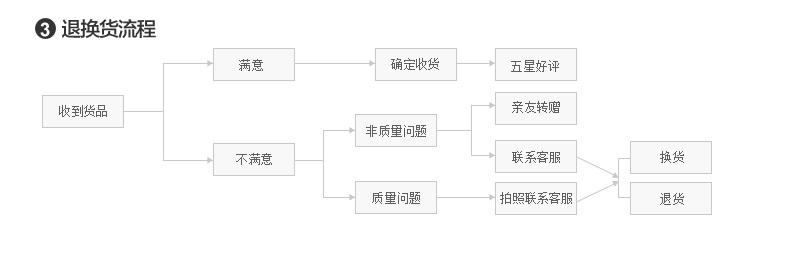 3 退换货流程
满意
确定收货
五星好评
收到货品
亲友转赠
非质量问题
不满意
联系客服
换货
质量问题
拍照联系客服
退货